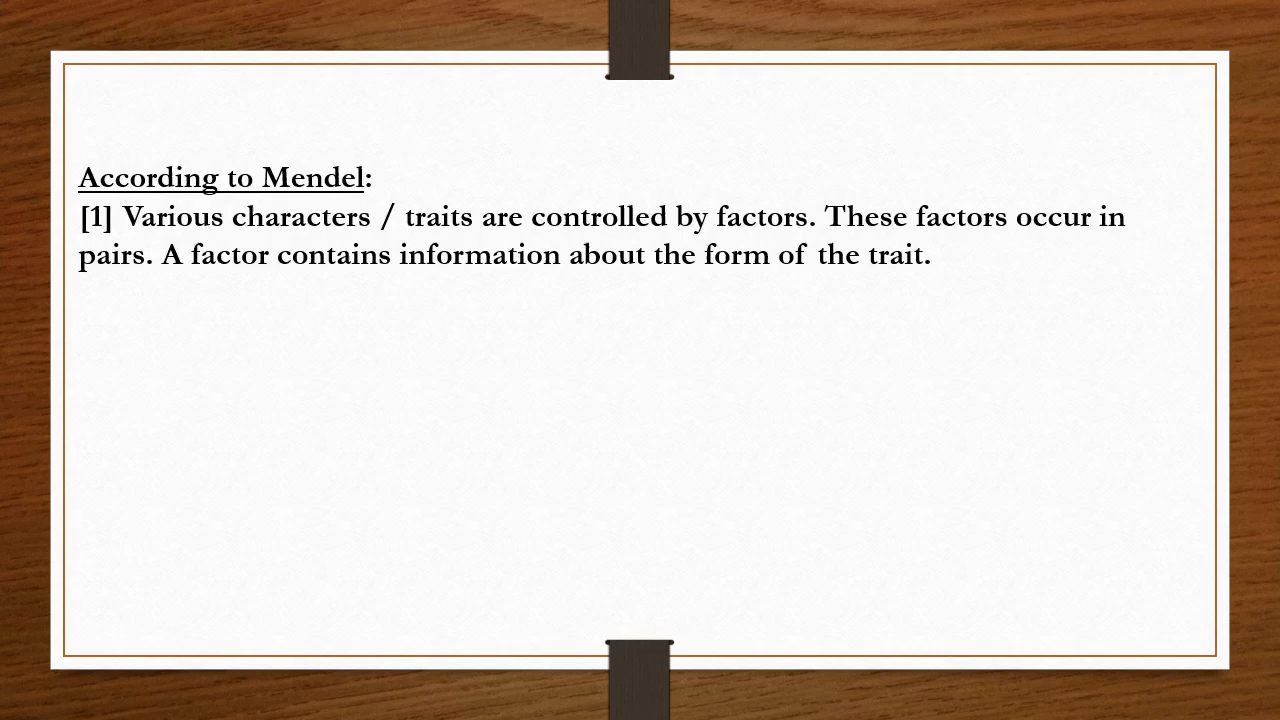 According to Mendel:
[1] Various characters / traits are controlled by factors. These factors occur in
pairs. A factor contains information about the form of the trait.